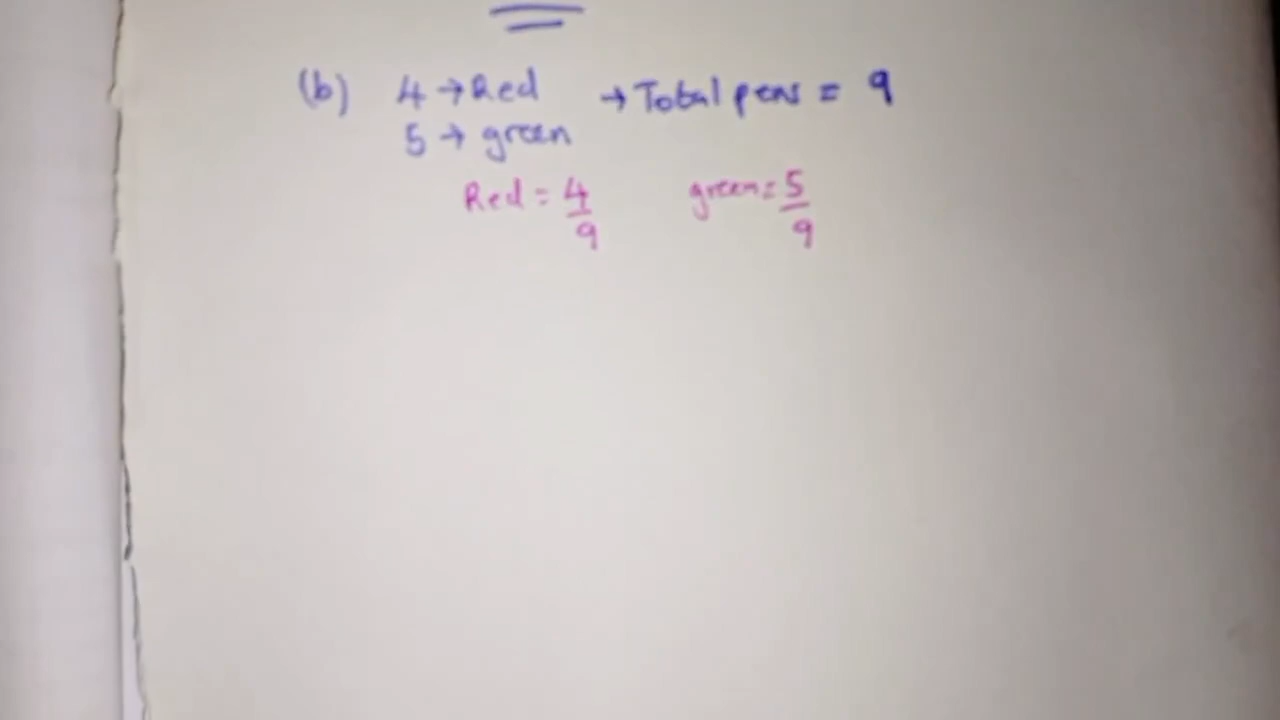 (b) 4 → Red → Total pens = 9
5 → green
Red = 4/9 green = 5/9